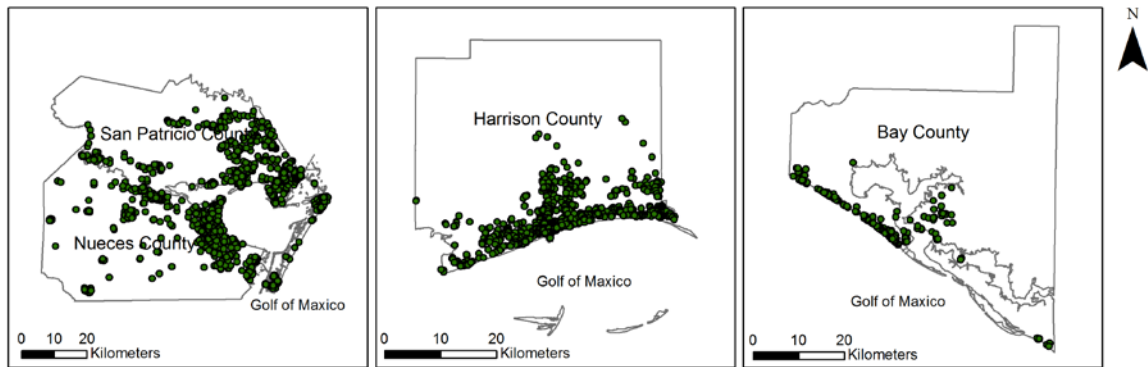 N
San Patricio County
Nueces County
Golf of Maxico
0 10 20
Kilometers
Harrison County
Golf of Maxico
0 10 20
Kilometers
Bay County
Golf of Maxico
0 10 20
Kilometers